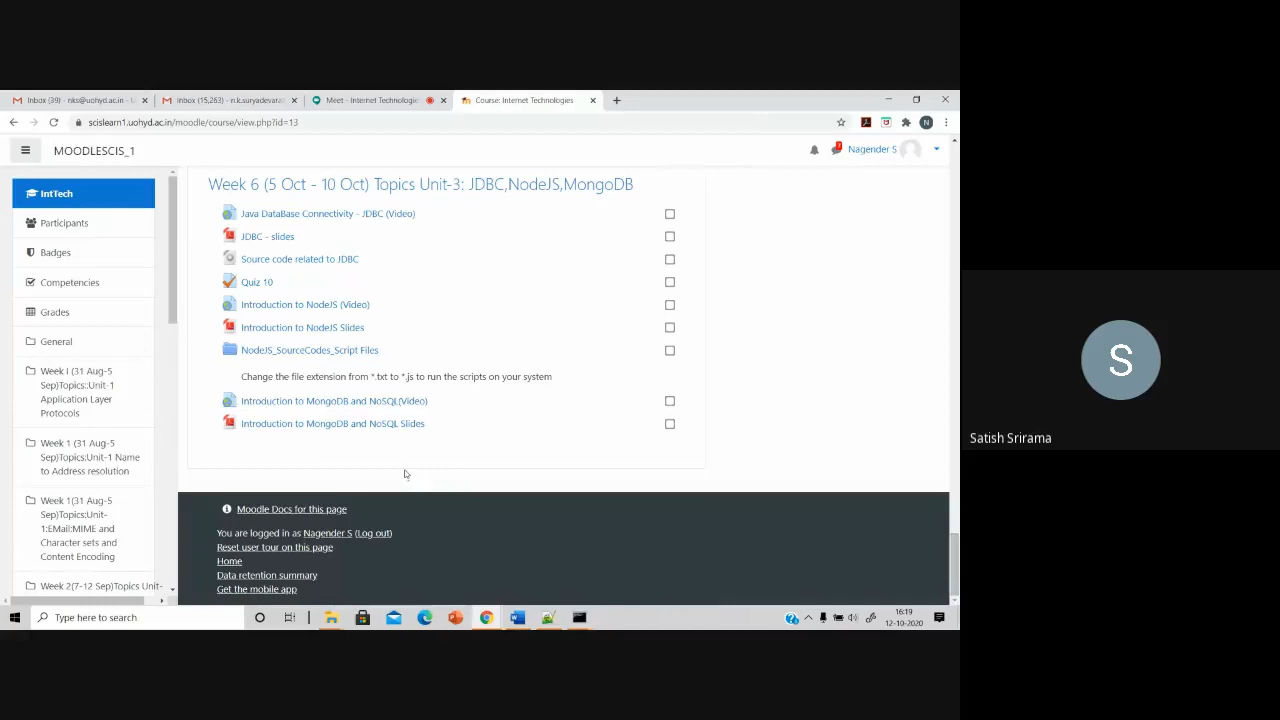 Inbox (39) - nks@uohyd.ac.in -
Inbox (15,263) - n.k.suryadevara
Meet - Internet Technologies
Course: Internet Technologies
scislearn1.uohyd.ac.in/moodle/course/view.php?id=13
MOODLESCIS_1
Nagender S
IntTech
Participants
Badges
Competencies
Grades
General
Week I (31 Aug-5
Sep)Topics::Unit-1
Application Layer
Protocols
Week 1 (31 Aug-5
Sep)Topics:Unit-1 Name
to Address resolution
Week 1(31 Aug-5
Sep)Topics:Unit-
1:EMail:MIME and
Character sets and
Content Encoding
Week 2(7-12 Sep)Topics Unit-
Week 6 (5 Oct - 10 Oct) Topics Unit-3: JDBC,NodeJS,MongoDB
Java DataBase Connectivity - JDBC (Video)
JDBC - slides
Source code related to JDBC
Quiz 10
Introduction to NodeJS (Video)
Introduction to NodeJS Slides
NodeJS_SourceCodes_Script Files
Change the file extension from *.txt to *.js to run the scripts on your system
Introduction to MongoDB and NoSQL(Video)
Introduction to MongoDB and NoSQL Slides
Moodle Docs for this page
You are logged in as Nagender S (Log out)
Reset user tour on this page
Home
Data retention summary
Get the mobile app
Type here to search
16:19
12-10-2020
N
S
Satish Srirama